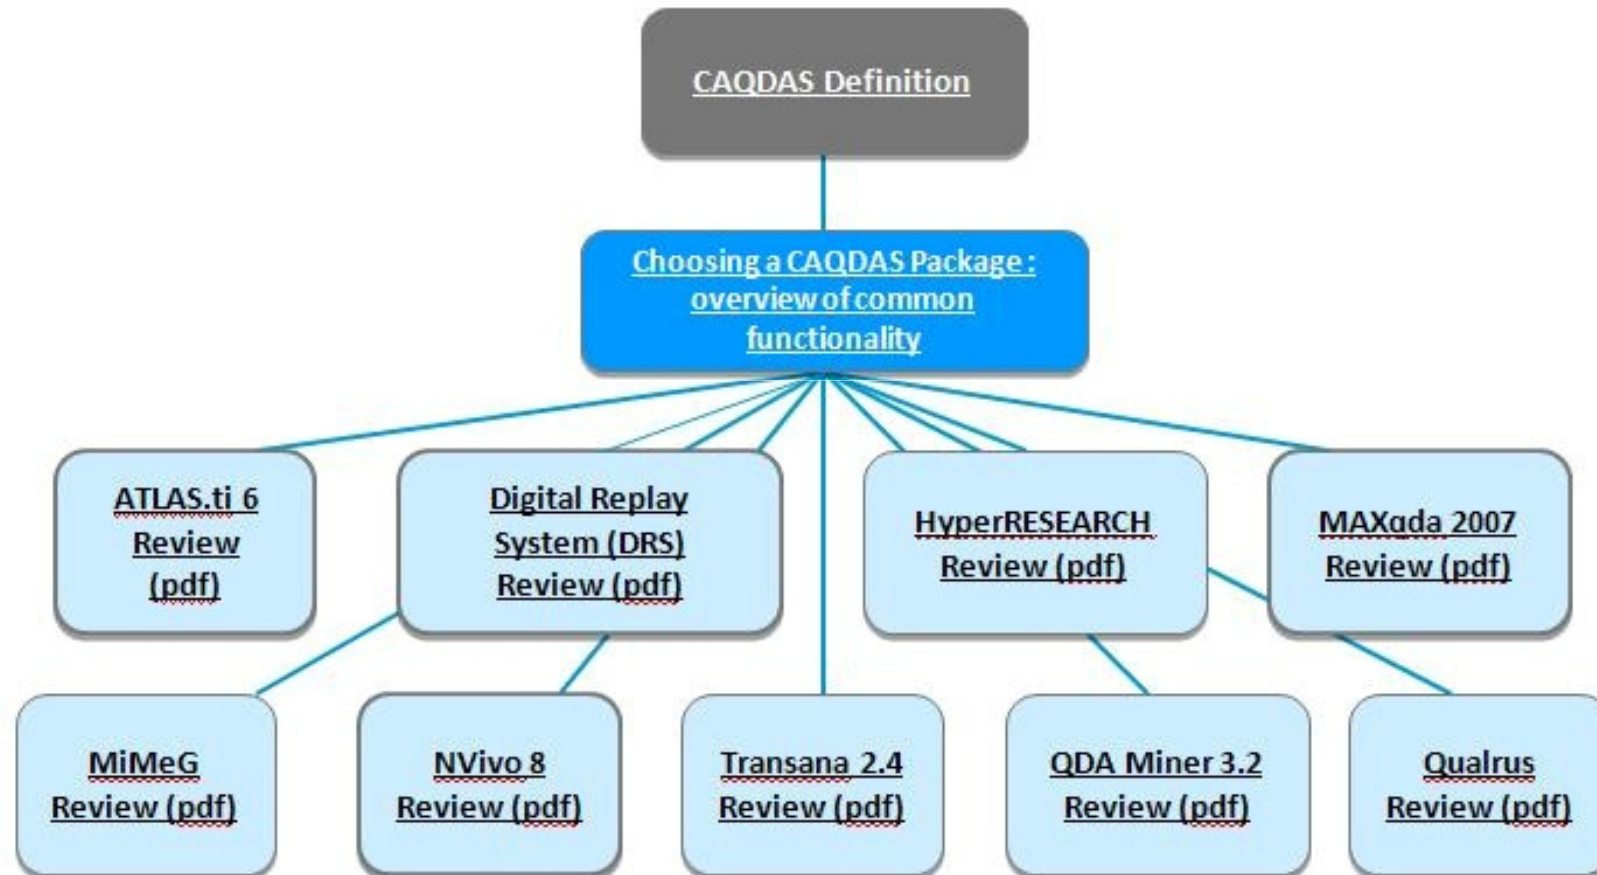 CAQDAS Definition
Choosing a CAQDAS Package :
overview of common
functionality
ATLAS.ti 6
Review
(pdf)
Digital Replay
System (DRS)
Review (pdf)
HyperRESEARCH
Review (pdf)
MAXqda 2007
Review (pdf)
MiMeG
Review (pdf)
NVivo 8
Review (pdf)
Transana 2.4
Review (pdf)
QDA Miner 3.2
Review (pdf)
Qualrus
Review (pdf)